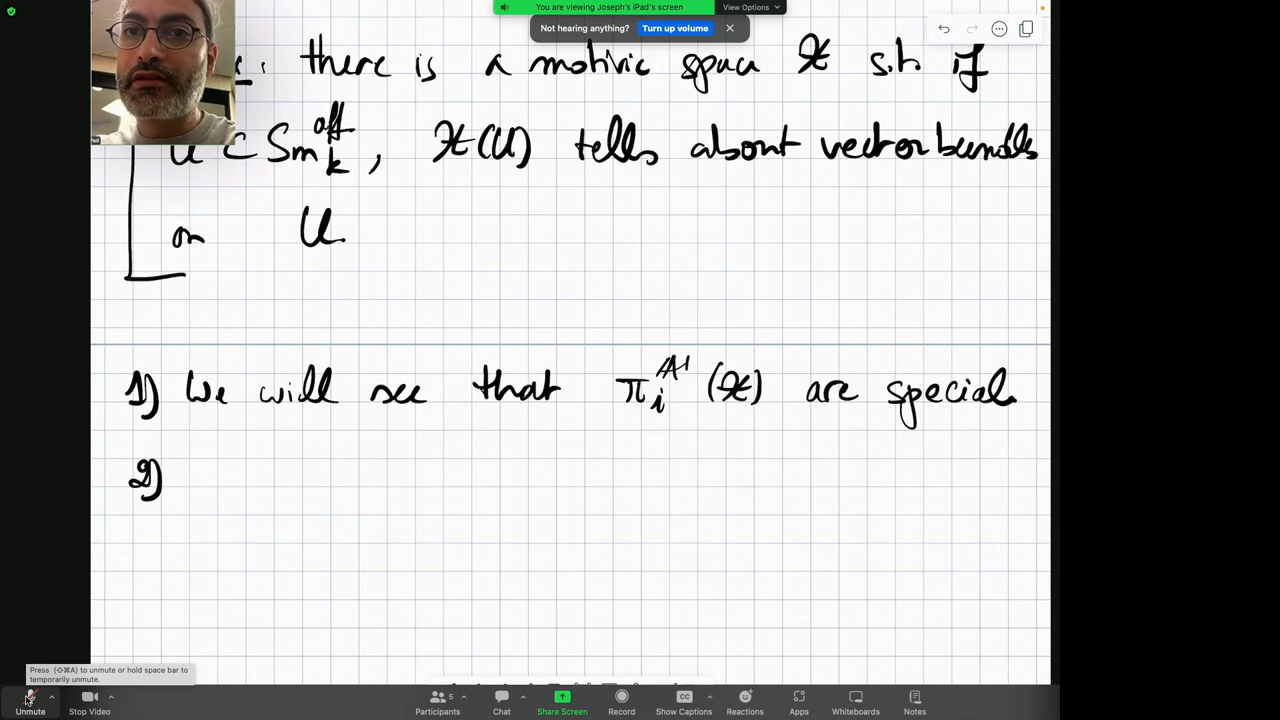 You are viewing Joseph's iPad's screen
View Options
Not hearing anything? Turn up volume
there is a motivic space X s.t. if
U ⊂ Sm_k^aff, X(U) tells about vector bundles
on U.
1) We will see that π_i^A¹(X) are special.
2)
Press (⇧⌘A) to unmute or hold space bar to
temporarily unmute.
Unmute
Stop Video
Participants
5
Chat
Share Screen
Record
Show Captions
Reactions
Apps
Whiteboards
Notes